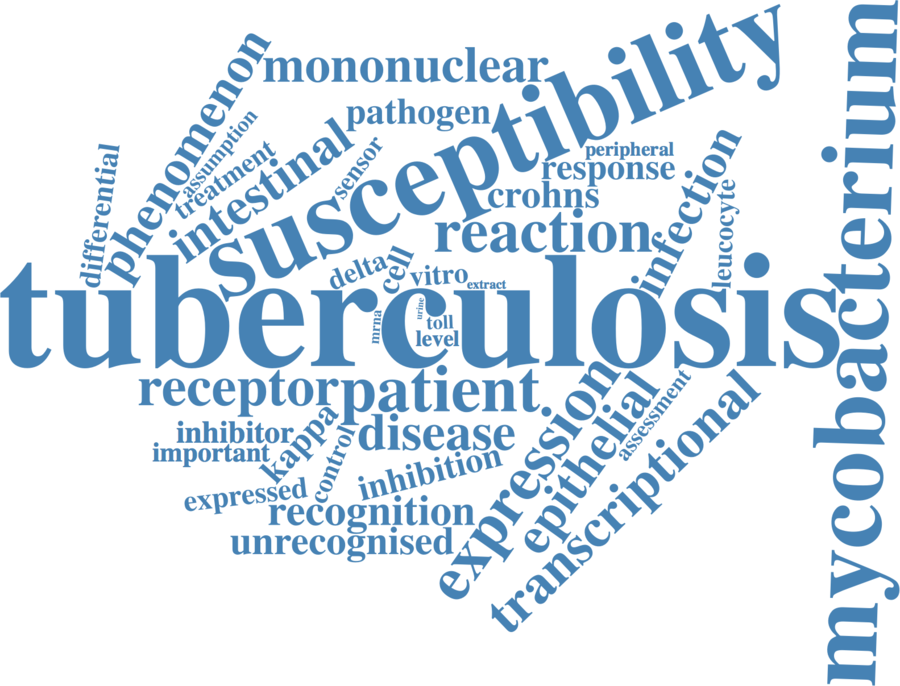 mycobacterium
susceptibility
mononuclear
phenomenon
pathogen
assumption
treatment
intestinal
sensor
differential
peripheral
response
crohns
infection
leucocyte
reaction
delta
cell
vitro
extract
tuberculosis
urine
mrna
toll
level
receptor
patient
expression
epithelial
assessment
transcriptional
inhibitor
important
kappa
control
disease
inhibition
expressed
recognition
unrecognised